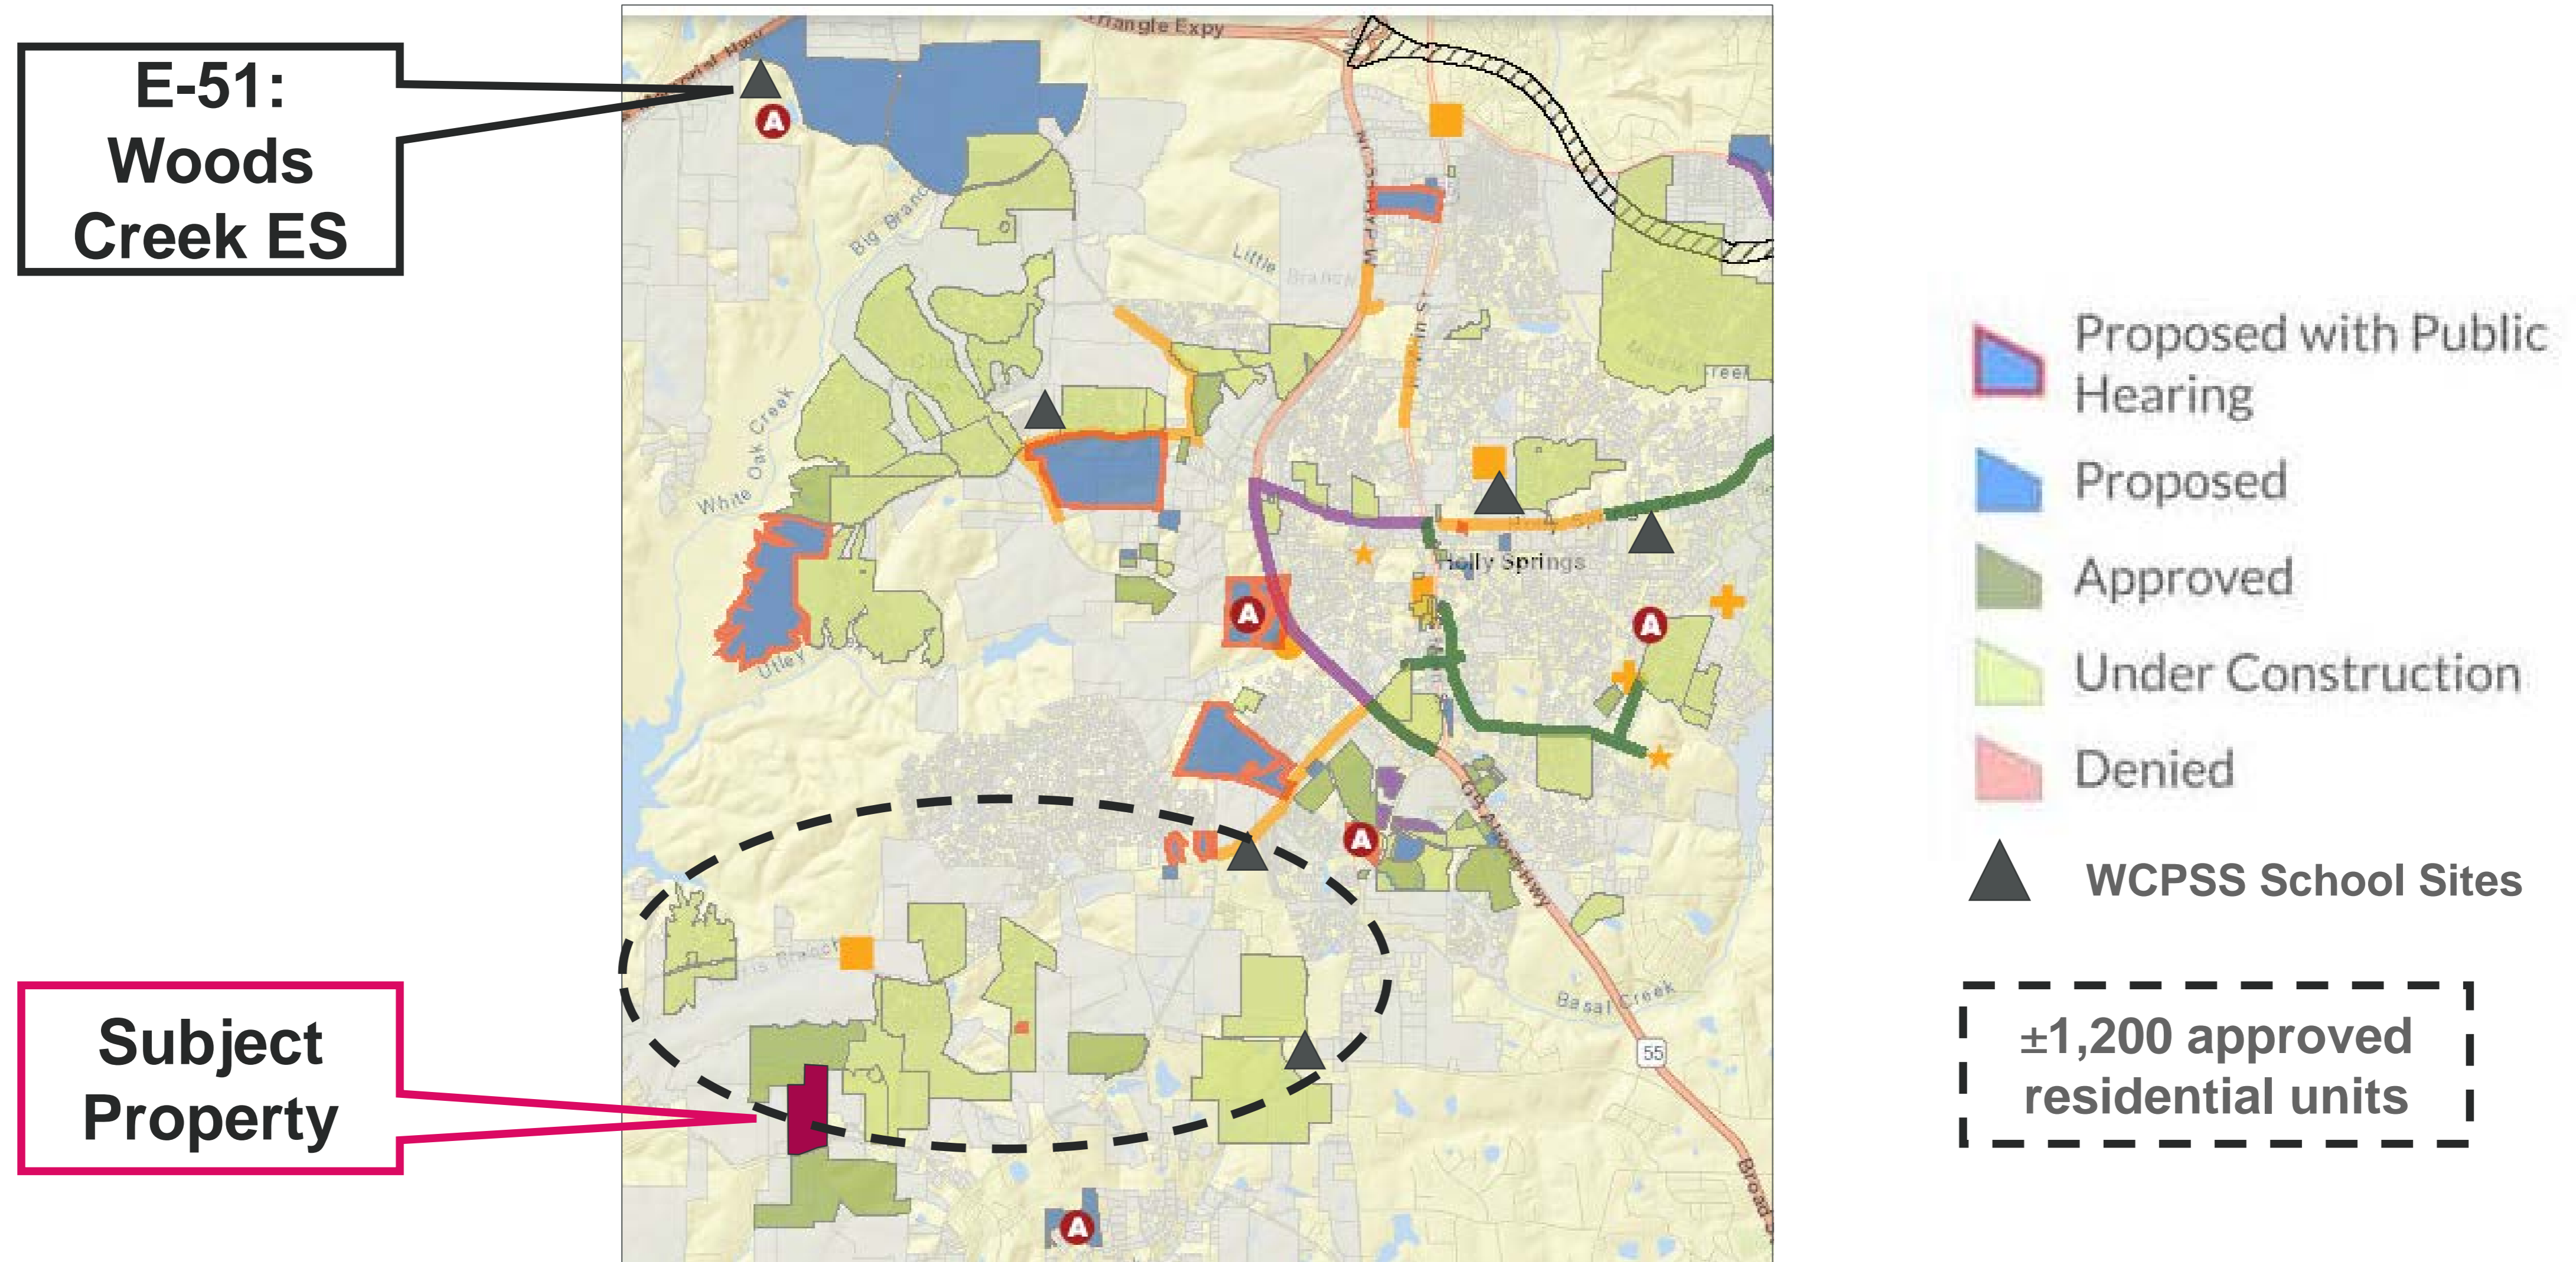 E-51:
Woods
Creek ES
Subject
Property
Triangle Expy
Big Branch
Little Branch
White Oak Creek
Utley
Holly Springs
Basal Creek
55
GB Alford Hwy
Broad
A
A
A
A
A
Proposed with Public
Hearing
Proposed
Approved
Under Construction
Denied
WCPSS School Sites
±1,200 approved
residential units